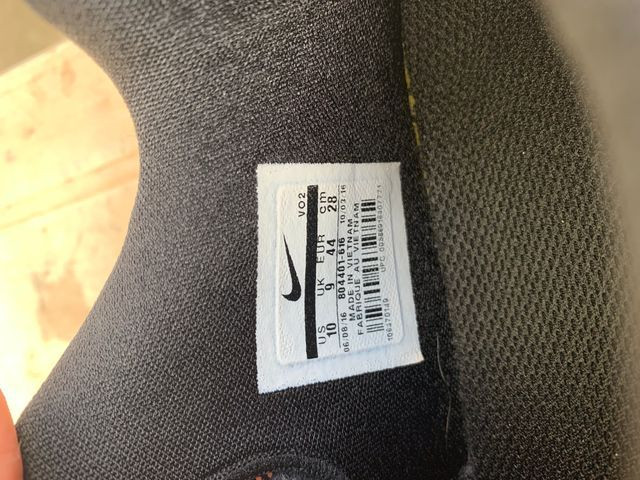 VO2
US UK EUR cm
10 9 44 28
06/08/16 804401-616 10/03/16
MADE IN VIETNAM
FABRIQUE AU VIETNAM
UPC